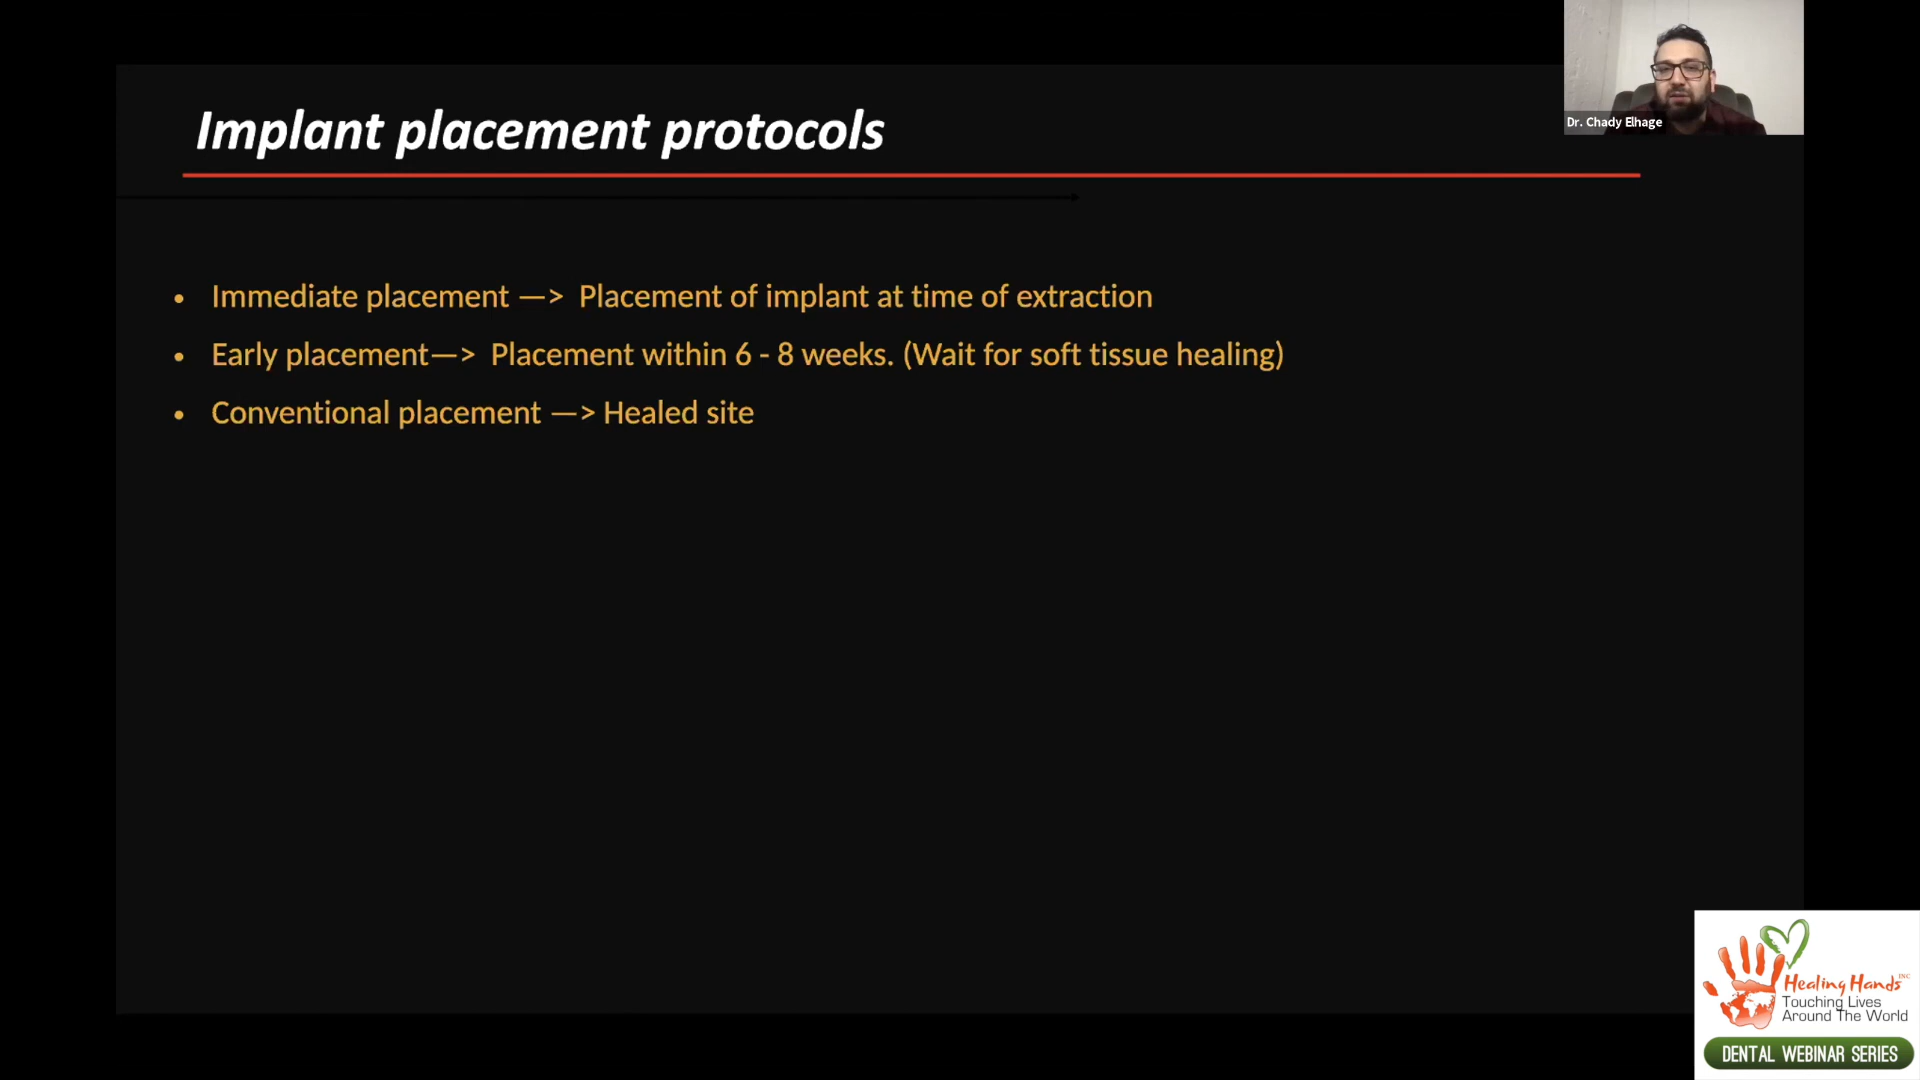 Dr. Chady Elhage
Implant placement protocols
• Immediate placement —> Placement of implant at time of extraction
• Early placement—> Placement within 6 - 8 weeks. (Wait for soft tissue healing)
• Conventional placement —> Healed site
Healing Hands INC
Touching Lives
Around The World
DENTAL WEBINAR SERIES